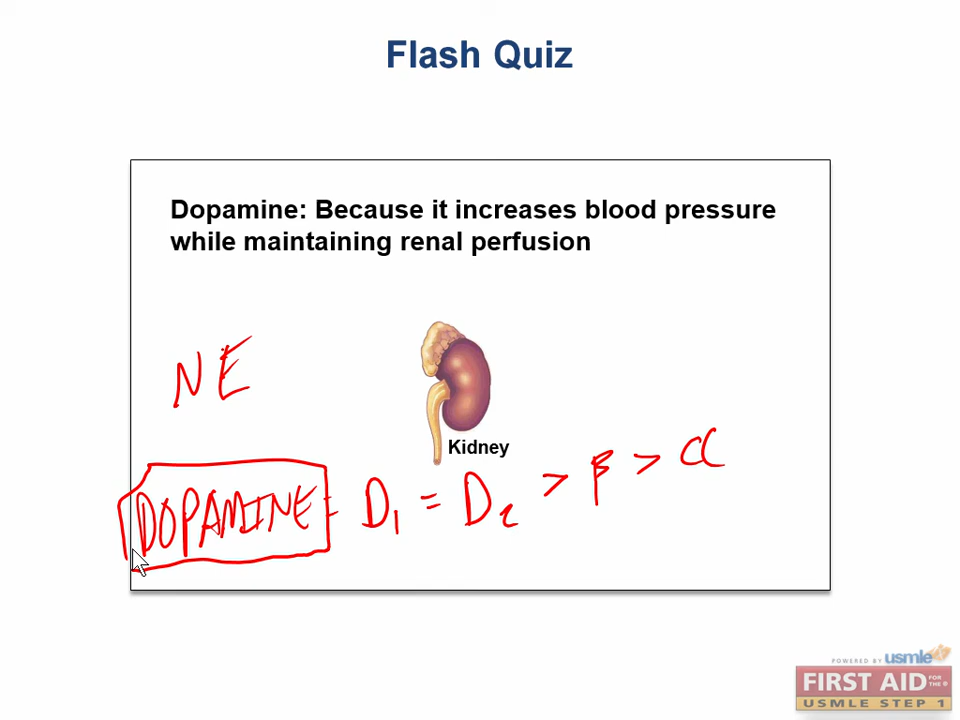 Flash Quiz
Dopamine: Because it increases blood pressure
while maintaining renal perfusion
NE
Kidney
DOPAMINE = D1 = D2 > β > α
POWERED BY usmle Rx
FIRST AID FOR THE ®
USMLE STEP 1